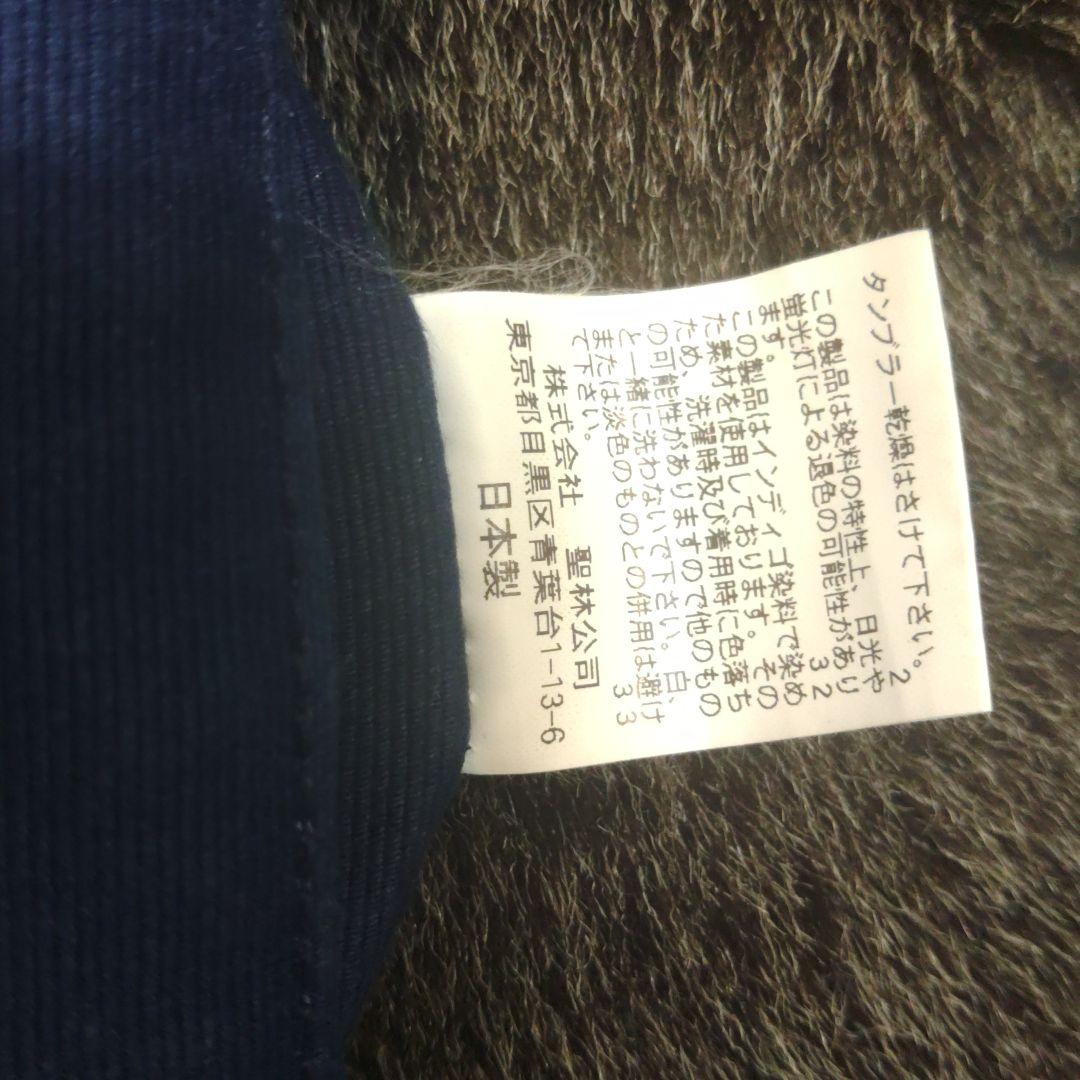 タンブラー乾燥はさけて下さい。
2
この製品は染料の特性上、日光や
蛍光灯による退色の可能性があり
ます。
32
この製品はインディゴ染料で染め
た素材を使用しております。その
ため、洗濯時及び着用時に色落ち
の可能性がありますので他のもの
と一緒に洗わないで下さい。白、
または淡色のものとの併用は避け
て下さい。
33
株式会社 聖林公司
東京都目黒区青葉台1-13-6
日本製